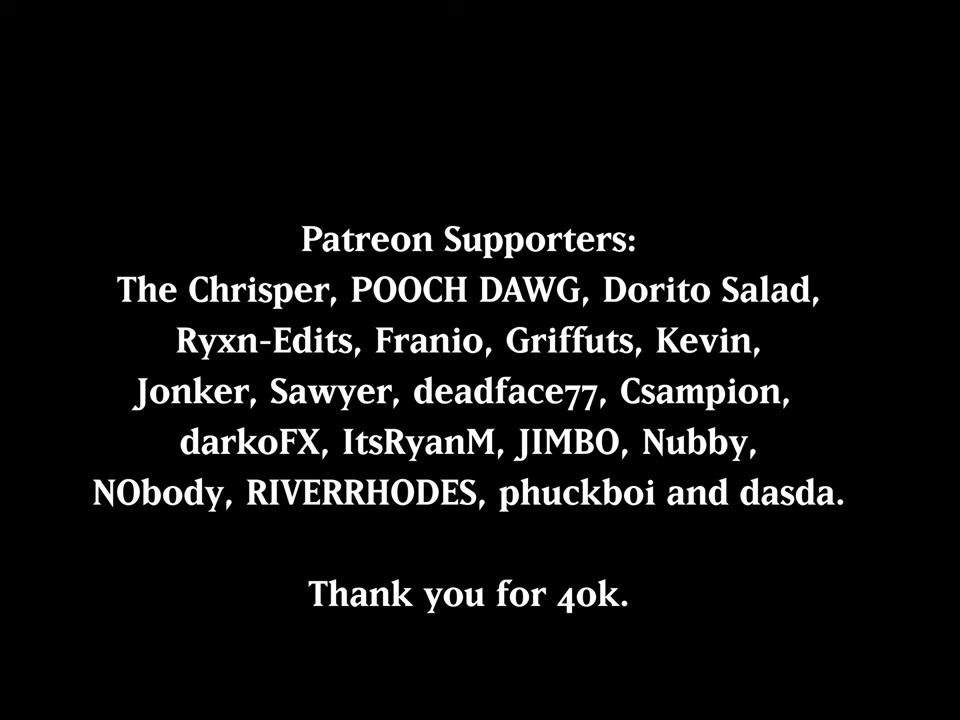 Patreon Supporters:
The Chrisper, POOCH DAWG, Dorito Salad,
Ryxn-Edits, Franio, Griffuts, Kevin,
Jonker, Sawyer, deadface77, Csampion,
darkoFX, ItsRyanM, JIMBO, Nubby,
NObody, RIVERRHODES, phuckboi and dasda.
Thank you for 40k.